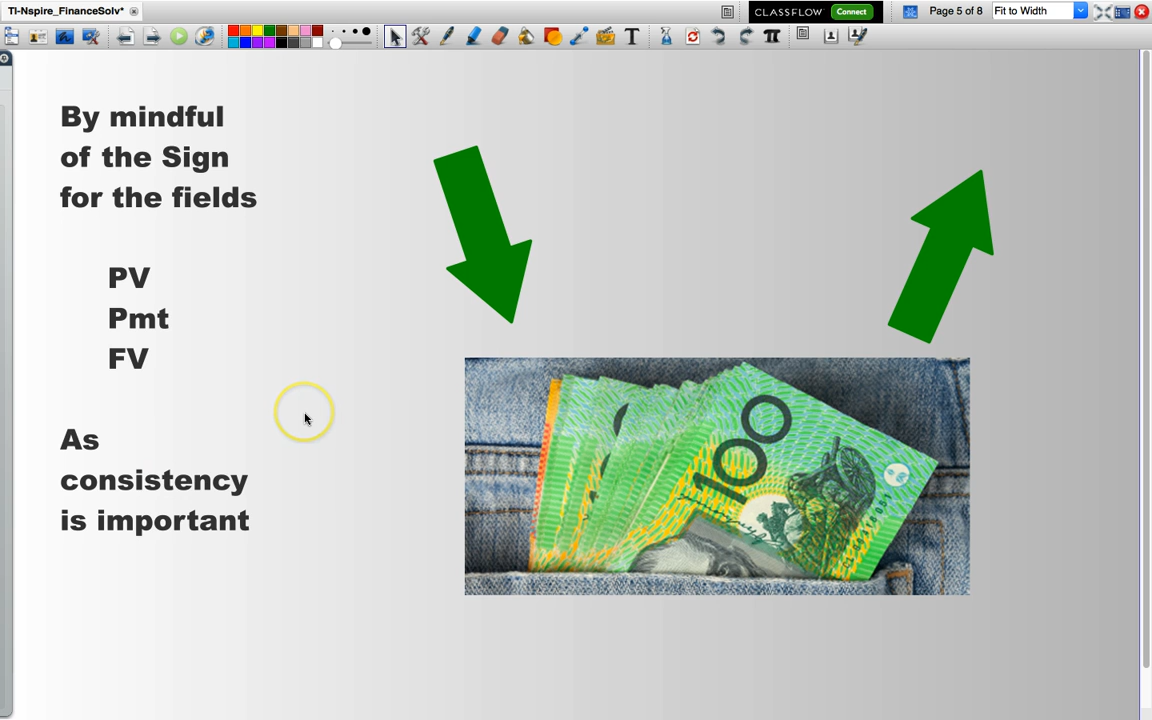 TI-Nspire_FinanceSolv*
CLASSFLOW Connect
Page 5 of 8
Fit to Width
By mindful
of the Sign
for the fields
PV
Pmt
FV
As
consistency
is important
100